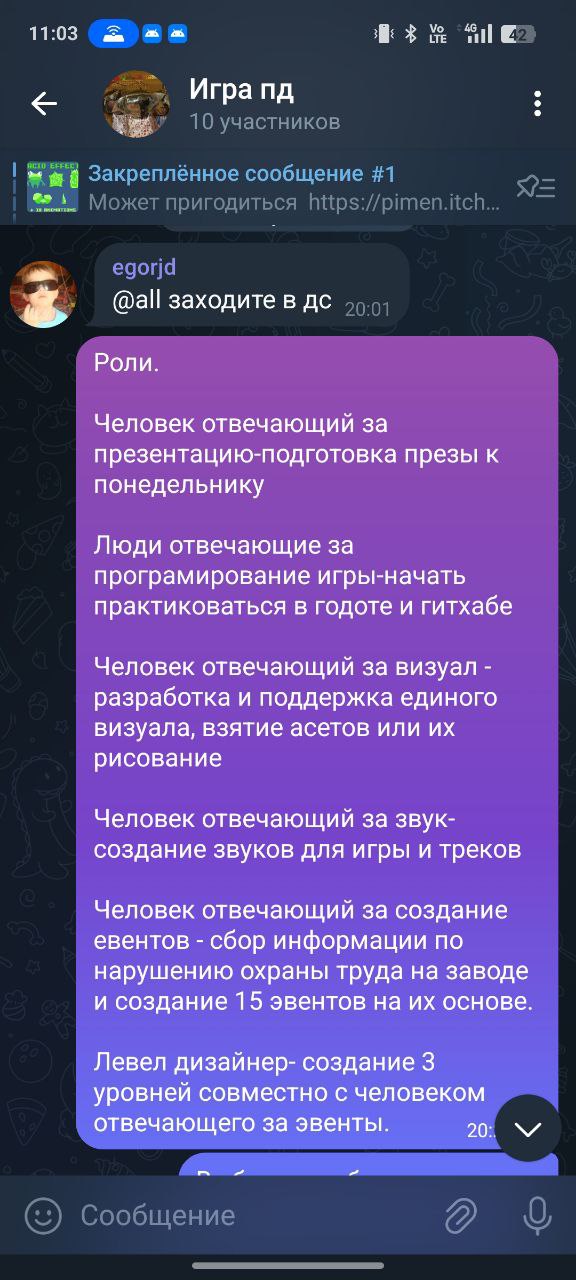 11:03
Vo
LTE
4G
42
Игра пд
10 участников
ACID EFFECT
Закреплённое сообщение #1
Может пригодиться https://pimen.itch...
egorjd
@all заходите в дс 20:01
Роли.
Человек отвечающий за
презентацию-подготовка презы к
понедельнику
Люди отвечающие за
програмирование игры-начать
практиковаться в годоте и гитхабе
Человек отвечающий за визуал -
разработка и поддержка единого
визуала, взятие асетов или их
рисование
Человек отвечающий за звук-
создание звуков для игры и треков
Человек отвечающий за создание
евентов - сбор информации по
нарушению охраны труда на заводе
и создание 15 эвентов на их основе.
Левел дизайнер- создание 3
уровней совместно с человеком
отвечающего за эвенты. 20:
Сообщение